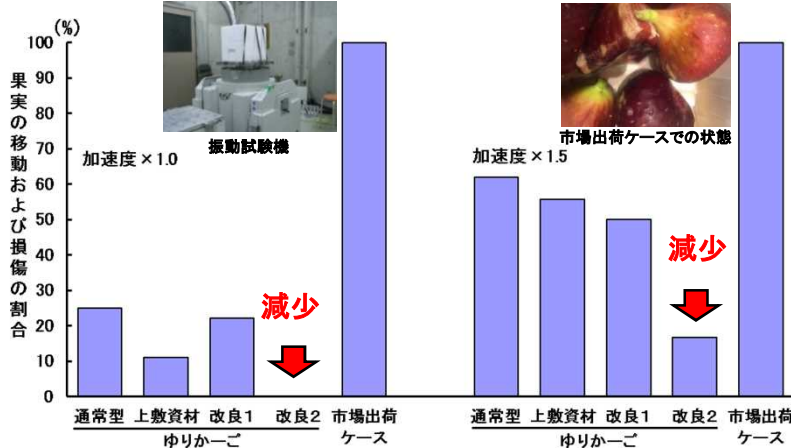 (%)
100
90
80
70
60
50
40
30
20
10
0
果実の移動および損傷の割合
加速度×1.0
振動試験機
減少
通常型 上敷資材 改良1 改良2 市場出荷ケース
ゆりかーご
加速度×1.5
市場出荷ケースでの状態
減少
通常型 上敷資材 改良1 改良2 市場出荷ケース
ゆりかーご